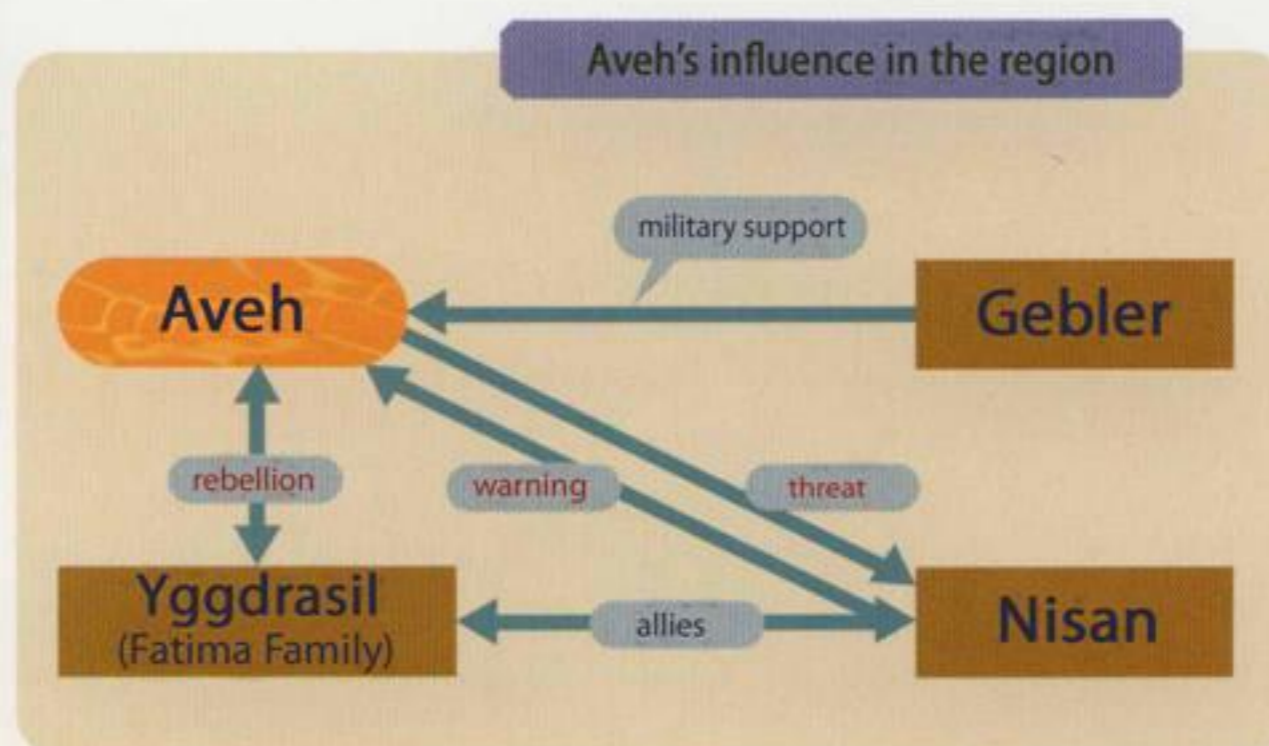 Aveh's influence in the region
military support
Aveh
Gebler
rebellion
warning
threat
Yggdrasil
(Fatima Family)
allies
Nisan